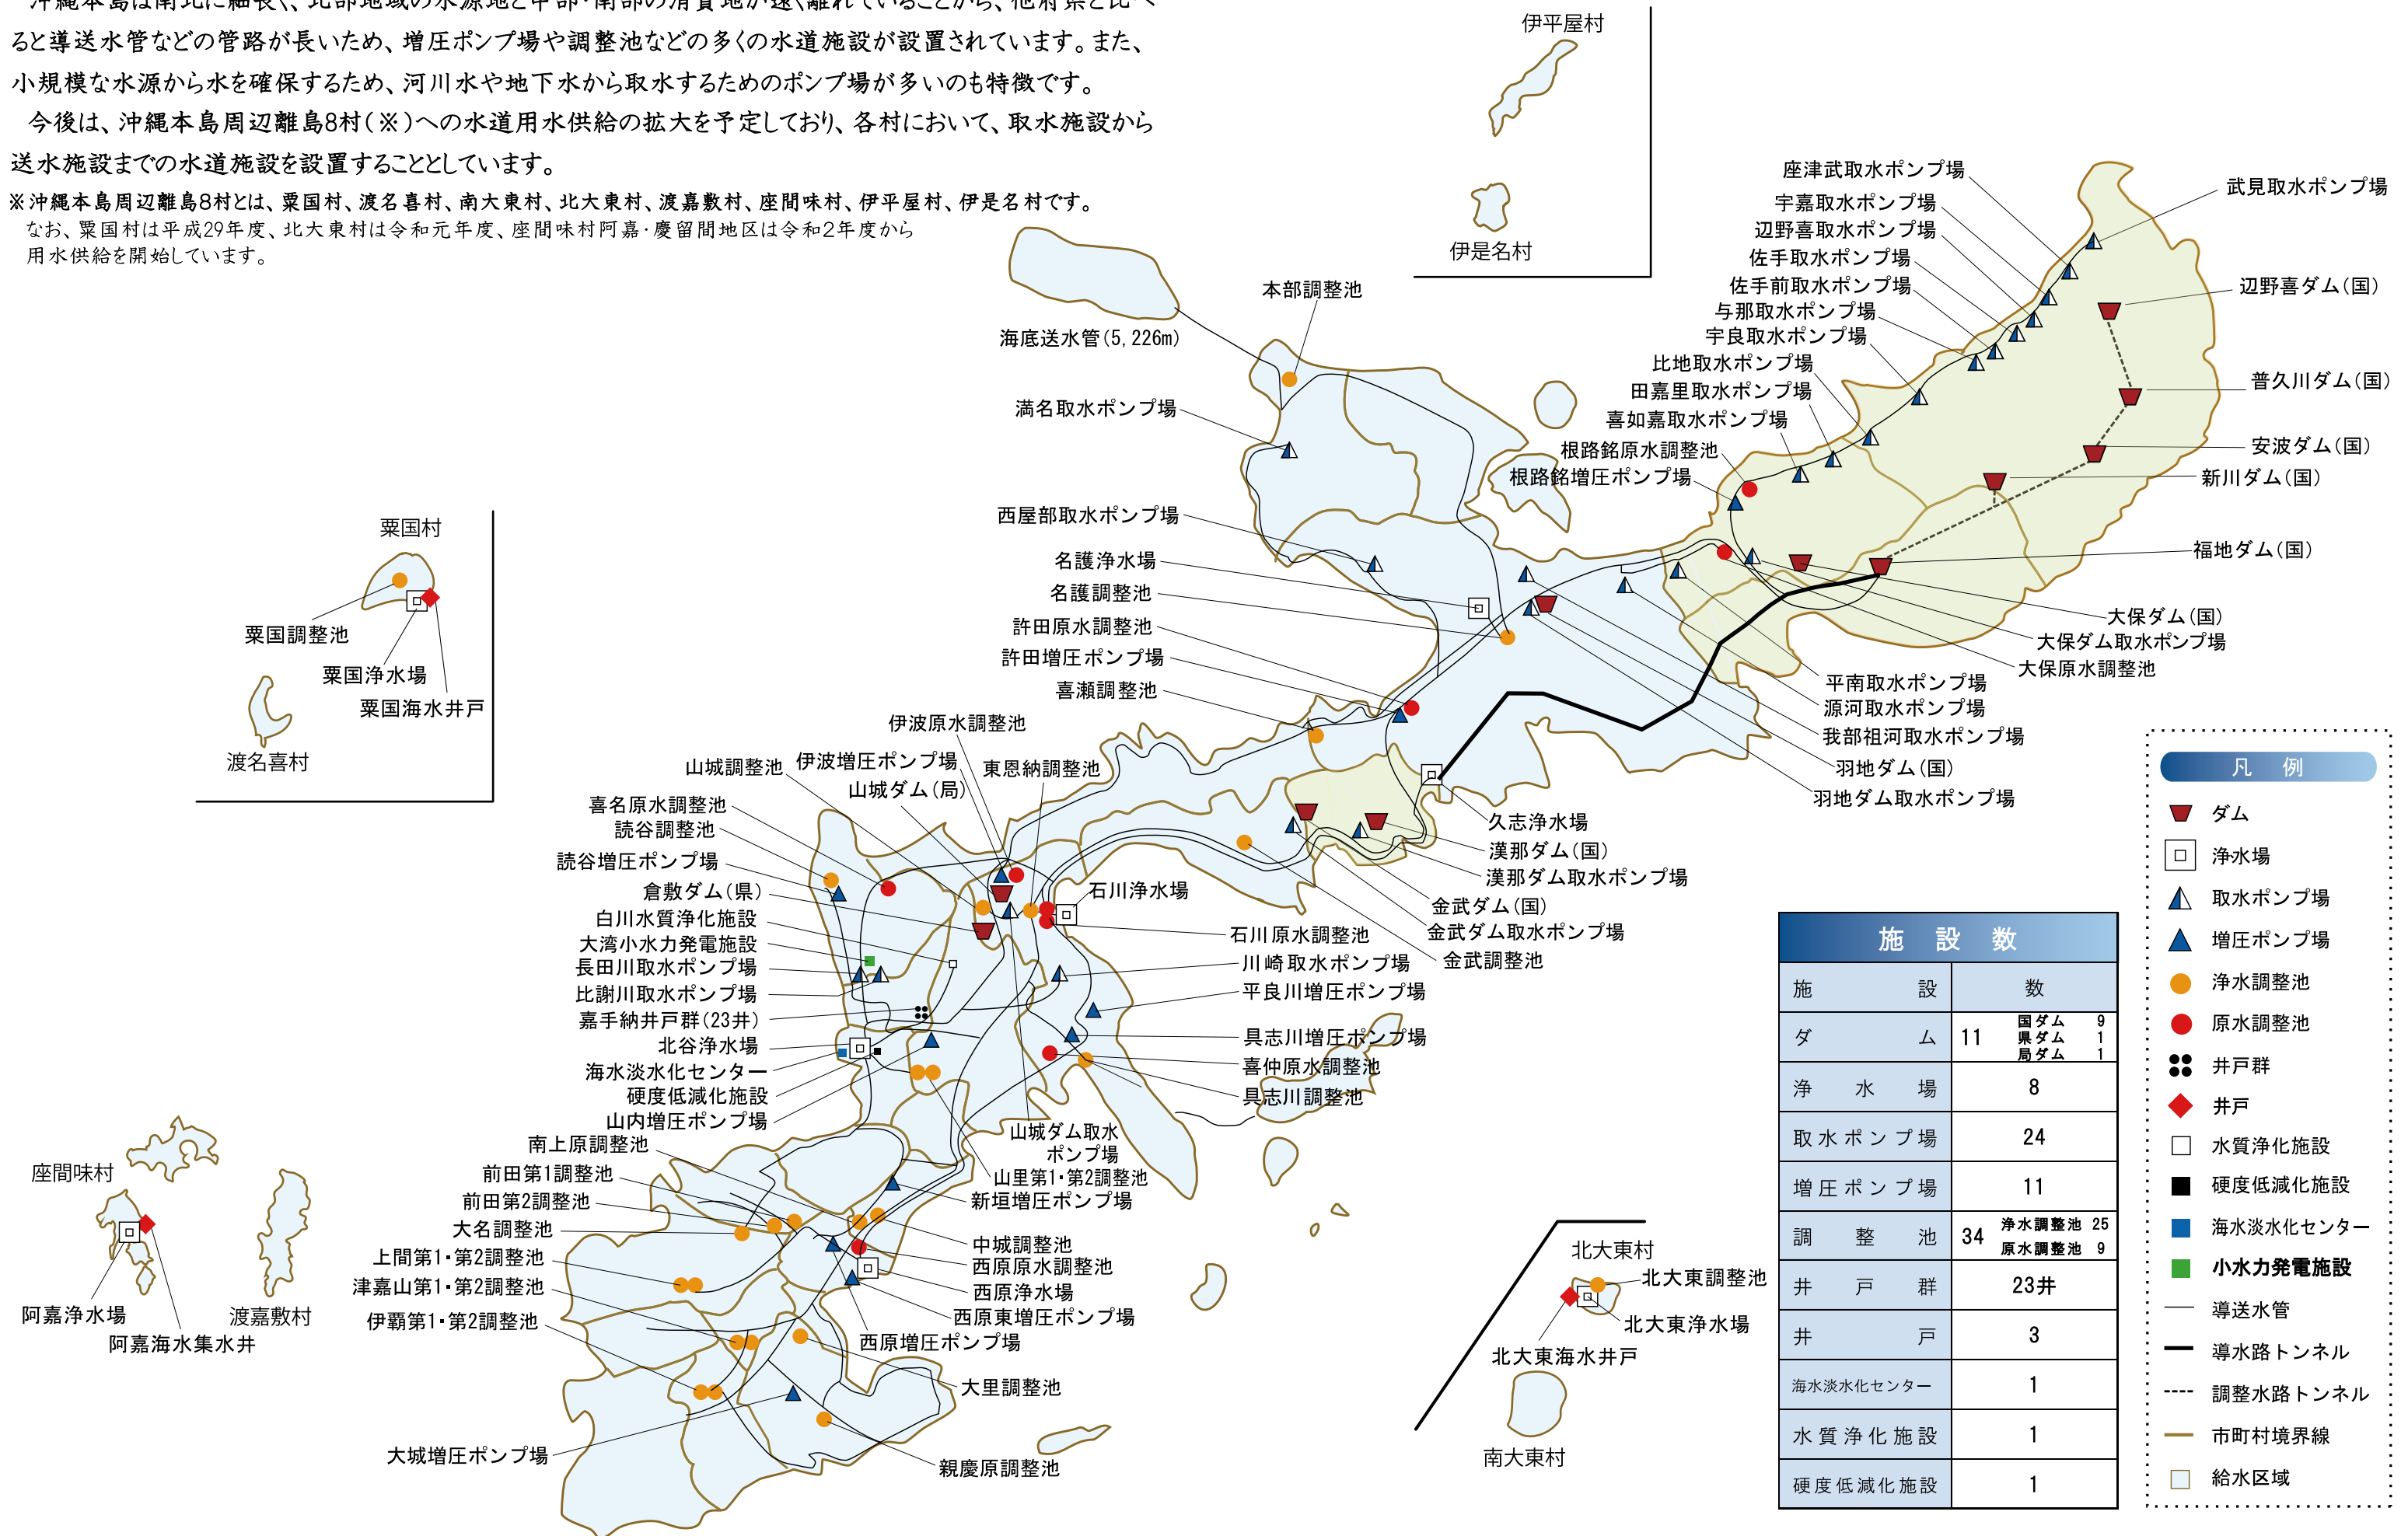 沖縄本島は南北に細長く、北部地域の水源地と中部・南部の消費地が遠く離れていることから、他府県と比べ
ると導送水管などの管路が長いため、増圧ポンプ場や調整池などの多くの水道施設が設置されています。また、
小規模な水源から水を確保するため、河川水や地下水から取水するためのポンプ場が多いのも特徴です。
今後は、沖縄本島周辺離島8村(※)への水道用水供給の拡大を予定しており、各村において、取水施設から
送水施設までの水道施設を設置することとしています。
※沖縄本島周辺離島8村とは、粟国村、渡名喜村、南大東村、北大東村、渡嘉敷村、座間味村、伊平屋村、伊是名村です。
なお、粟国村は平成29年度、北大東村は令和元年度、座間味村阿嘉・慶留間地区は令和2年度から
用水供給を開始しています。
伊平屋村
伊是名村
座津武取水ポンプ場
武見取水ポンプ場
宇嘉取水ポンプ場
辺野喜取水ポンプ場
佐手取水ポンプ場
佐手前取水ポンプ場
与那取水ポンプ場
宇良取水ポンプ場
比地取水ポンプ場
田嘉里取水ポンプ場
喜如嘉取水ポンプ場
根路銘原水調整池
根路銘増圧ポンプ場
辺野喜ダム(国)
普久川ダム(国)
安波ダム(国)
新川ダム(国)
福地ダム(国)
大保ダム(国)
大保ダム取水ポンプ場
大保原水調整池
平南取水ポンプ場
源河取水ポンプ場
我部祖河取水ポンプ場
羽地ダム(国)
羽地ダム取水ポンプ場
本部調整池
海底送水管(5,226m)
満名取水ポンプ場
西屋部取水ポンプ場
名護浄水場
名護調整池
許田原水調整池
許田増圧ポンプ場
喜瀬調整池
粟国村
粟国調整池
粟国浄水場
粟国海水井戸
渡名喜村
伊波原水調整池
伊波増圧ポンプ場
東恩納調整池
山城調整池
山城ダム(局)
喜名原水調整池
読谷調整池
読谷増圧ポンプ場
倉敷ダム(県)
白川水質浄化施設
大湾小水力発電施設
長田川取水ポンプ場
比謝川取水ポンプ場
嘉手納井戸群(23井)
北谷浄水場
海水淡水化センター
硬度低減化施設
山内増圧ポンプ場
久志浄水場
漢那ダム(国)
漢那ダム取水ポンプ場
金武ダム(国)
金武ダム取水ポンプ場
金武調整池
石川浄水場
石川原水調整池
川崎取水ポンプ場
平良川増圧ポンプ場
具志川増圧ポンプ場
喜仲原水調整池
具志川調整池
山城ダム取水
ポンプ場
山里第1・第2調整池
新垣増圧ポンプ場
南上原調整池
前田第1調整池
前田第2調整池
大名調整池
上間第1・第2調整池
津嘉山第1・第2調整池
伊覇第1・第2調整池
大城増圧ポンプ場
中城調整池
西原原水調整池
西原浄水場
西原東増圧ポンプ場
西原増圧ポンプ場
大里調整池
親慶原調整池
座間味村
阿嘉浄水場
阿嘉海水集水井
渡嘉敷村
北大東村
北大東調整池
北大東浄水場
北大東海水井戸
南大東村
施設数
施設 数
ダム 11 国ダム 9
県ダム 1
局ダム 1
浄水場 8
取水ポンプ場 24
増圧ポンプ場 11
調整池 34 浄水調整池 25
原水調整池 9
井戸群 23井
井戸 3
海水淡水化センター 1
水質浄化施設 1
硬度低減化施設 1
凡例
ダム
浄水場
取水ポンプ場
増圧ポンプ場
浄水調整池
原水調整池
井戸群
井戸
水質浄化施設
硬度低減化施設
海水淡水化センター
小水力発電施設
導送水管
導水路トンネル
調整水路トンネル
市町村境界線
給水区域